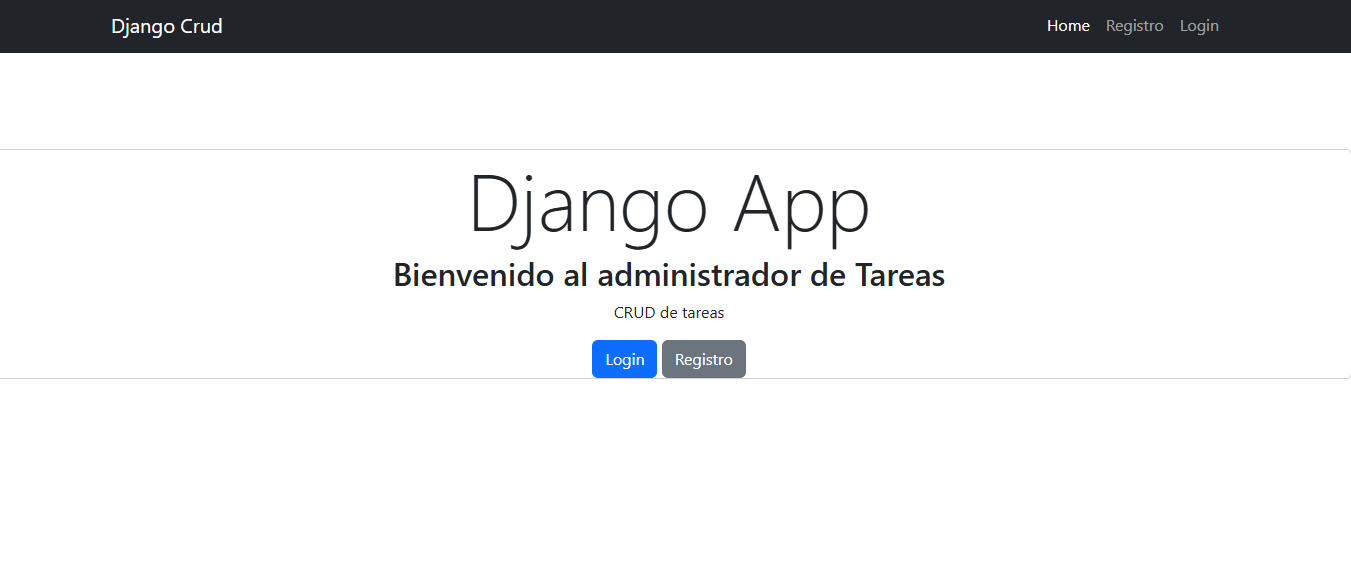 Django Crud
Home Registro Login
Django App
Bienvenido al administrador de Tareas
CRUD de tareas
Login Registro